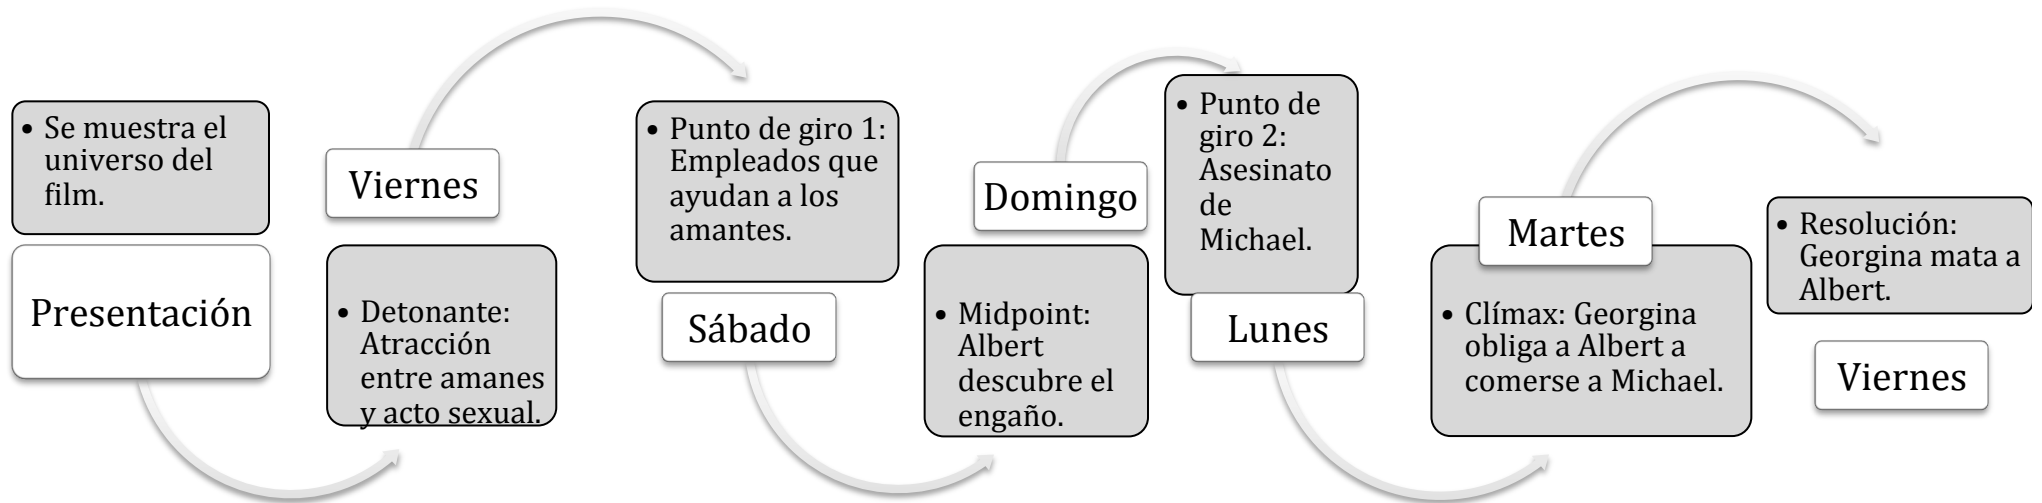 • Se muestra el
universo del
film.
Presentación
Viernes
• Detonante:
Atracción
entre amanes
y acto sexual.
• Punto de giro 1:
Empleados que
ayudan a los
amantes.
Sábado
Domingo
• Midpoint:
Albert
descubre el
engaño.
• Punto de
giro 2:
Asesinato
de
Michael.
Lunes
Martes
• Clímax: Georgina
obliga a Albert a
comerse a Michael.
• Resolución:
Georgina mata a
Albert.
Viernes